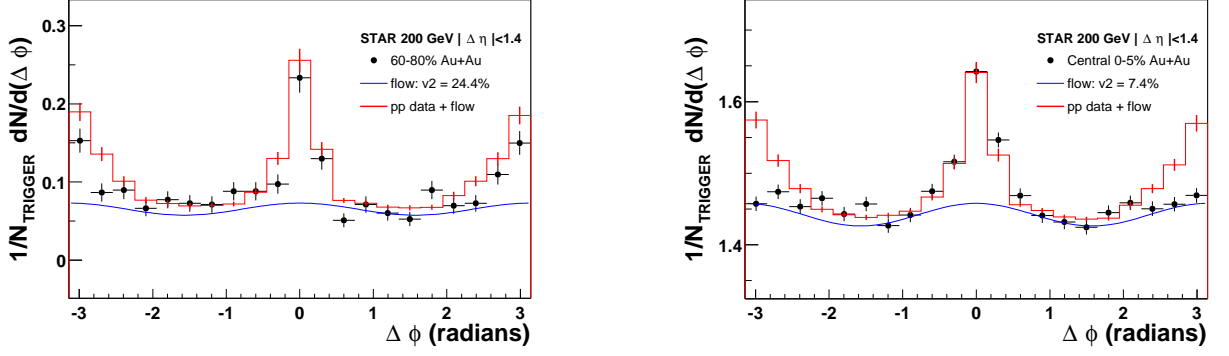 1/N_TRIGGER dN/d(Δ ϕ)
0.3
0.2
0.1
0
STAR 200 GeV | Δ η |<1.4
60-80% Au+Au
flow: v2 = 24.4%
pp data + flow
-3 -2 -1 0 1 2 3
Δ ϕ (radians)
1/N_TRIGGER dN/d(Δ ϕ)
1.6
1.4
STAR 200 GeV | Δ η |<1.4
Central 0-5% Au+Au
flow: v2 = 7.4%
pp data + flow
-3 -2 -1 0 1 2 3
Δ ϕ (radians)